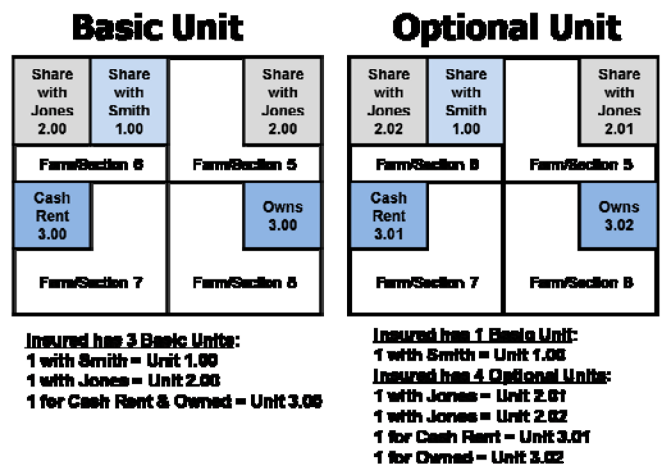 Basic Unit
Share
with
Jones
2.00
Share
with
Smith
1.00
Share
with
Jones
2.00
Farm/Section 6
Farm/Section 5
Cash
Rent
3.00
Owns
3.00
Farm/Section 7
Farm/Section 8
Insured has 3 Basic Units:
1 with Smith = Unit 1.00
1 with Jones = Unit 2.00
1 for Cash Rent & Owned = Unit 3.00
Optional Unit
Share
with
Jones
2.02
Share
with
Smith
1.00
Share
with
Jones
2.01
Farm/Section 6
Farm/Section 5
Cash
Rent
3.01
Owns
3.02
Farm/Section 7
Farm/Section 8
Insured has 1 Basic Unit:
1 with Smith = Unit 1.00
Insured has 4 Optional Units:
1 with Jones = Unit 2.01
1 with Jones = Unit 2.02
1 for Cash Rent = Unit 3.01
1 for Owned = Unit 3.02